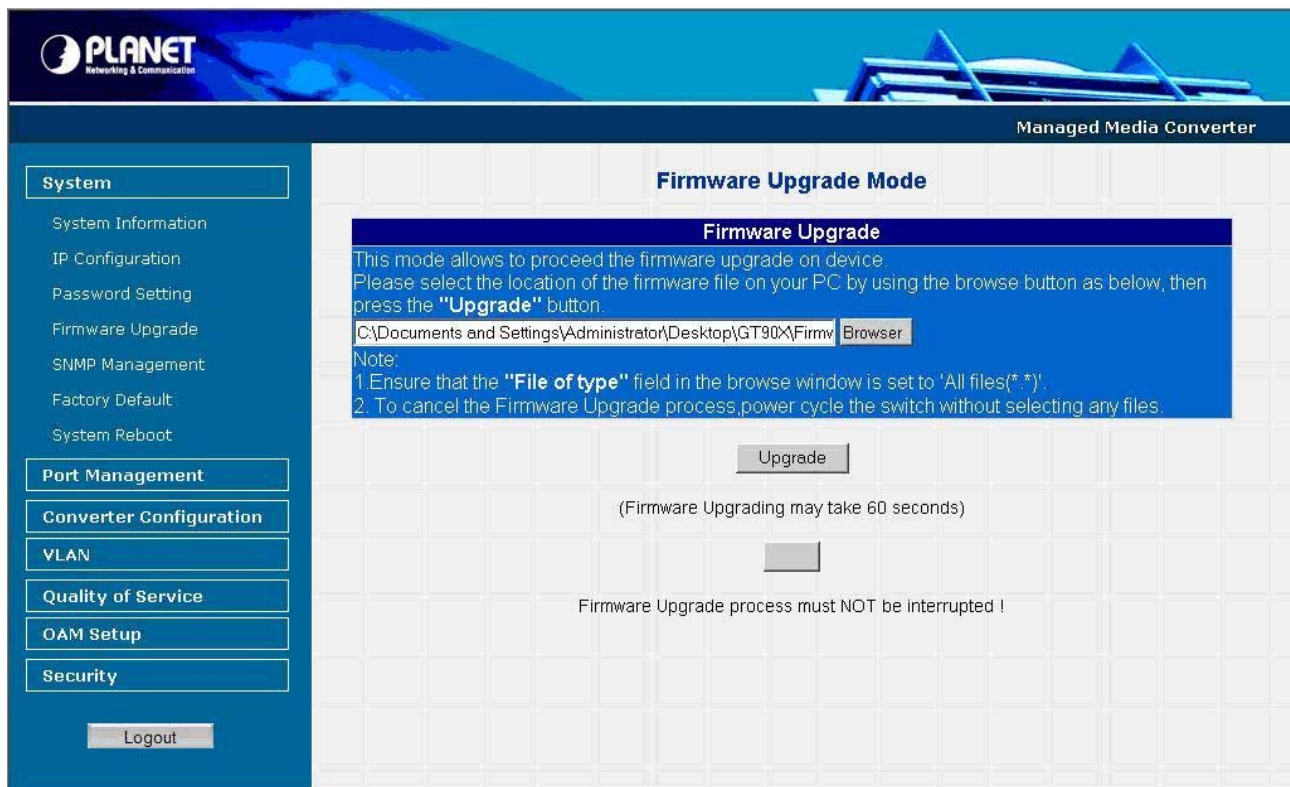 PLANET
Networking & Communication
Managed Media Converter
System
System Information
IP Configuration
Password Setting
Firmware Upgrade
SNMP Management
Factory Default
System Reboot
Port Management
Converter Configuration
VLAN
Quality of Service
OAM Setup
Security
Logout
Firmware Upgrade Mode
Firmware Upgrade
This mode allows to proceed the firmware upgrade on device.
Please select the location of the firmware file on your PC by using the browse button as below, then
press the "Upgrade" button.
C:\Documents and Settings\Administrator\Desktop\GT90X\Firmv Browser
Note:
1.Ensure that the "File of type" field in the browse window is set to 'All files(*.*)'.
2. To cancel the Firmware Upgrade process,power cycle the switch without selecting any files.
Upgrade
(Firmware Upgrading may take 60 seconds)
Firmware Upgrade process must NOT be interrupted !